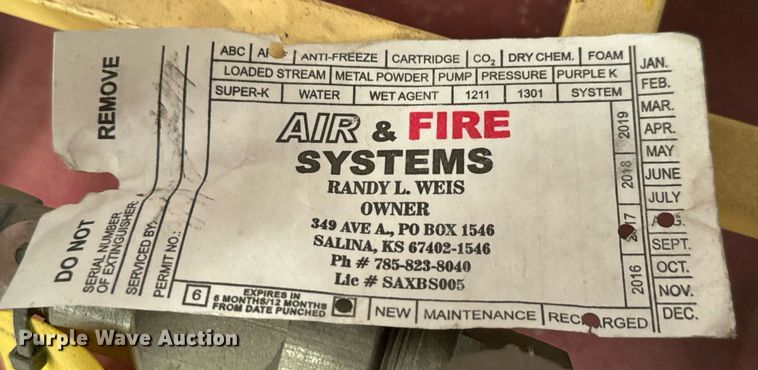 ABC ANTI-FREEZE CARTRIDGE CO2 DRY CHEM. FOAM
LOADED STREAM METAL POWDER PUMP PRESSURE PURPLE K
SUPER-K WATER WET AGENT 1211 1301 SYSTEM
AIR & FIRE
SYSTEMS
RANDY L. WEIS
OWNER
349 AVE A., PO BOX 1546
SALINA, KS 67402-1546
Ph # 785-823-8040
Lic # SAXBS005
6 EXPIRES IN
6 MONTHS/12 MONTHS
FROM DATE PUNCHED
NEW MAINTENANCE RECHARGED
DO NOT REMOVE
SERIAL NUMBER
OF EXTINGUISHER:
SERVICED BY:
PERMIT NO.:
2016 2017 2018 2019
JAN.
FEB.
MAR.
APR.
MAY
JUNE
JULY
AUG.
SEPT.
OCT.
NOV.
DEC.
Purple Wave Auction